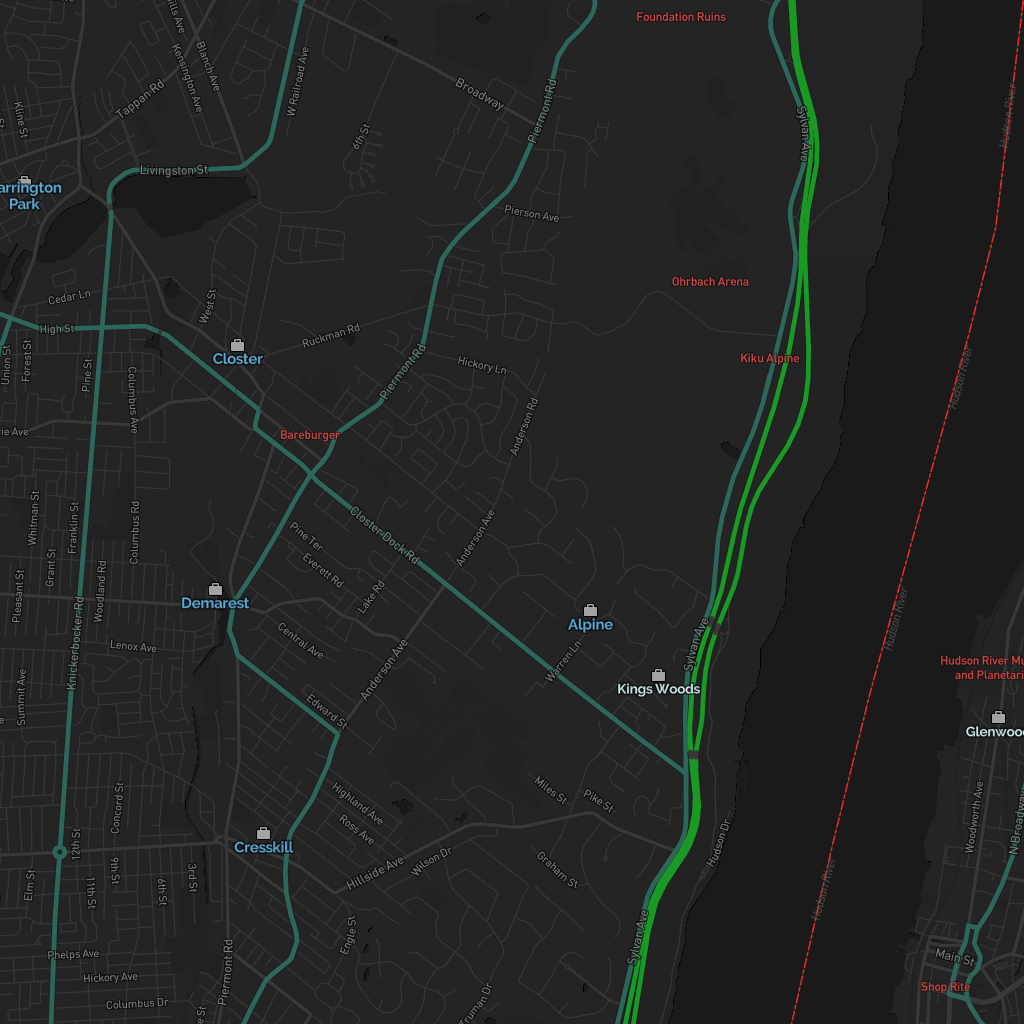 Foundation Ruins
Blanch Ave
Kensington Ave
W Railroad Ave
Tappan Rd
Broadway
Piermont Rd
Kline St
Sylvan Ave
Hudson River
6th St
Livingston St
arrington
Park
Pierson Ave
Ohrbach Arena
Cedar Ln
West St
High St
Ruckman Rd
Closter
Kiku Alpine
Hudson River
Union St
Forest St
Pine St
Piermont Rd
Hickory Ln
Columbus Ave
Anderson Rd
Bareburger
rie Ave
Whitman St
Franklin St
Columbus Rd
Closter Dock Rd
Pine Ter
Anderson Ave
Everett Rd
Grant St
Pleasant St
Woodland Rd
Lake Rd
Demarest
Alpine
Hudson River
Knickerbocker Rd
Lenox Ave
Central Ave
Warren Ln
Sylvan Ave
Anderson Ave
Kings Woods
Hudson River Mu
and Planetari
Summit Ave
Edward St
Glenwood
Concord St
Highland Ave
Miles St
Pike St
Ross Ave
12th St
Cresskill
Hudson Dr
Woodworth Ave
N Broadway
Hillside Ave
Wilson Dr
Graham St
Elm St
11th St
9th St
6th St
3rd St
Hudson River
Engle St
Sylvan Ave
Phelps Ave
Piermont Rd
Main St
Hickory Ave
Shop Rite
Columbus Dr
Truman Dr